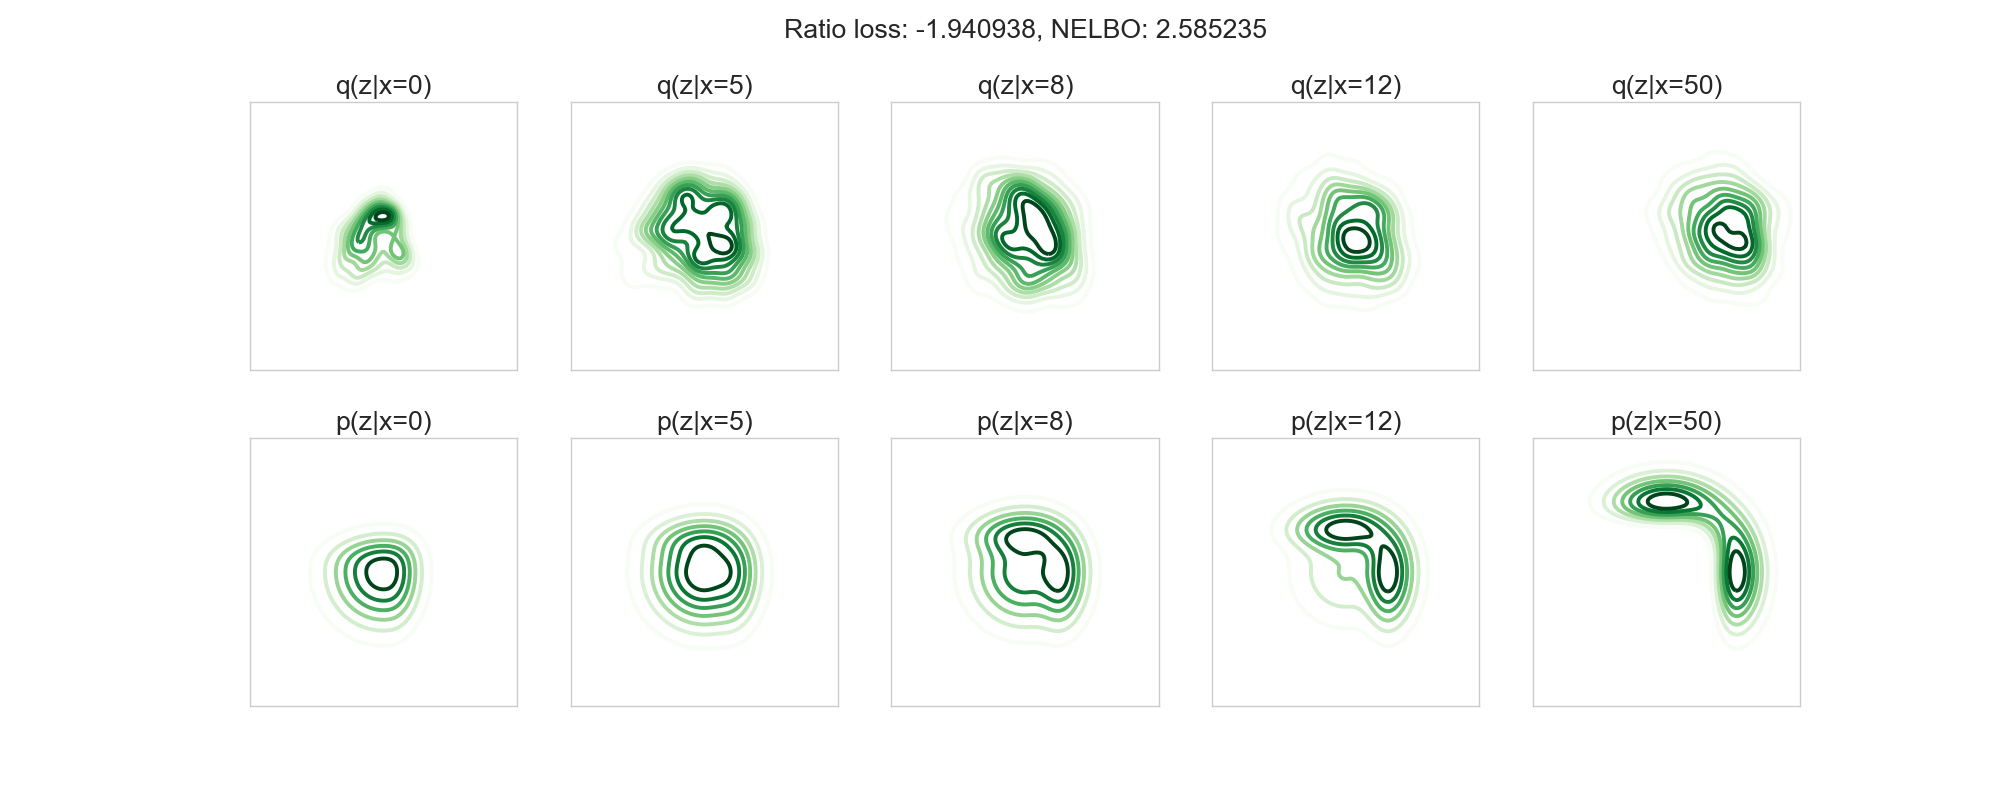 Ratio loss: -1.940938, NELBO: 2.585235
q(z|x=0) q(z|x=5) q(z|x=8) q(z|x=12) q(z|x=50)
p(z|x=0) p(z|x=5) p(z|x=8) p(z|x=12) p(z|x=50)